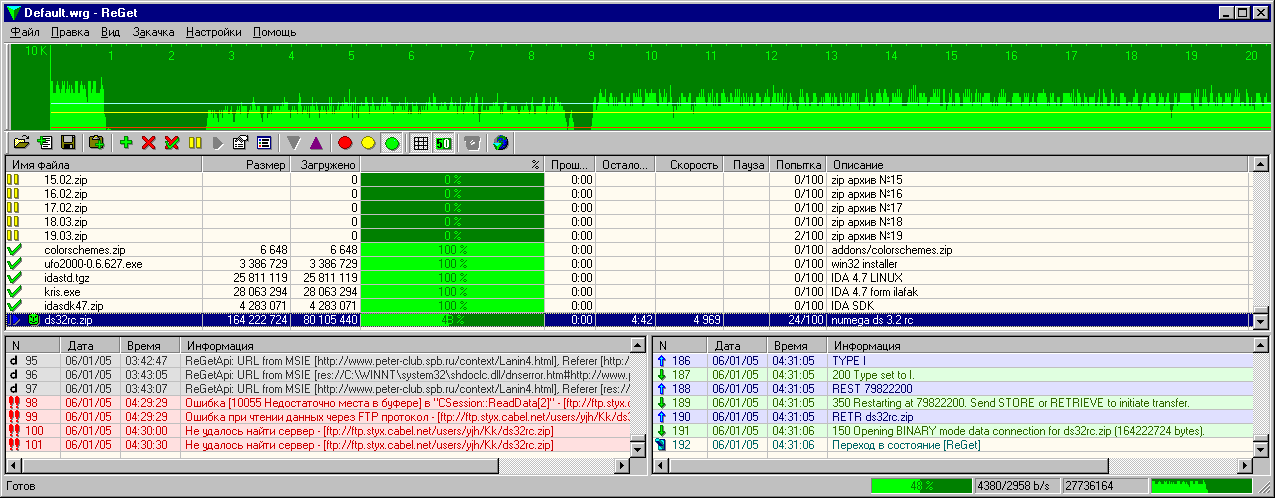 Default.wrg - ReGet
Файл Правка Вид Закачка Настройки Помощь
10 K 1 2 3 4 5 6 7 8 9 10 11 12 13 14 15 16 17 18 19 20
Имя файла Размер Загружено % Прош... Остало... Скорость Пауза Попытка Описание
15.02.zip 0 0 % 0:00 0/100 zip архив №15
16.02.zip 0 0 % 0:00 0/100 zip архив №16
17.02.zip 0 0 % 0:00 0/100 zip архив №17
18.03.zip 0 0 % 0:00 0/100 zip архив №18
19.03.zip 0 0 % 0:00 2/100 zip архив №19
colorschemes.zip 6 648 6 648 100 % 0:00 0/100 addons/colorschemes.zip
ufo2000-0.6.627.exe 3 386 729 3 386 729 100 % 0:00 0/100 win32 installer
idastd.tgz 25 811 119 25 811 119 100 % 0:00 0/100 IDA 4.7 LINUX
kris.exe 28 063 294 28 063 294 100 % 0:00 0/100 IDA 4.7 form ilafak
idasdk47.zip 4 283 071 4 283 071 100 % 0:00 0/100 IDA SDK
ds32rc.zip 164 222 724 80 105 440 48 % 0:00 4:42 4 969 24/100 numega ds 3.2 rc
N Дата Время Информация
d 95 06/01/05 03:42:47 ReGetApi: URL from MSIE [http://www.peter-club.spb.ru/context/Lanin4.html], Referer [http:/
d 96 06/01/05 03:43:05 ReGetApi: URL from MSIE [res://C:\WINNT\system32\shdoclc.dll/dnserror.htm#http://www.p
d 97 06/01/05 03:43:07 ReGetApi: URL from MSIE [http://www.peter-club.spb.ru/context/Lanin4.html], Referer [res:/
98 06/01/05 04:29:29 Ошибка [10055 Недостаточно места в буфере] в "CSession::ReadData[2]" - [ftp://ftp.styx.
99 06/01/05 04:29:29 Ошибка при чтении данных через FTP протокол - [ftp.styx.cabel.net/users/yjh/Kk/ds32
100 06/01/05 04:30:00 Не удалось найти сервер - [ftp.styx.cabel.net/users/yjh/Kk/ds32rc.zip]
101 06/01/05 04:30:30 Не удалось найти сервер - [ftp.styx.cabel.net/users/yjh/Kk/ds32rc.zip]
N Дата Время Информация
186 06/01/05 04:31:05 TYPE I
187 06/01/05 04:31:05 200 Type set to I.
188 06/01/05 04:31:05 REST 79822200
189 06/01/05 04:31:05 350 Restarting at 79822200. Send STORE or RETRIEVE to initiate transfer.
190 06/01/05 04:31:05 RETR ds32rc.zip
191 06/01/05 04:31:06 150 Opening BINARY mode data connection for ds32rc.zip (164222724 bytes).
192 06/01/05 04:31:06 Переход в состояние [ReGet]
Готов 48 % 4380/2958 b/s 27736164